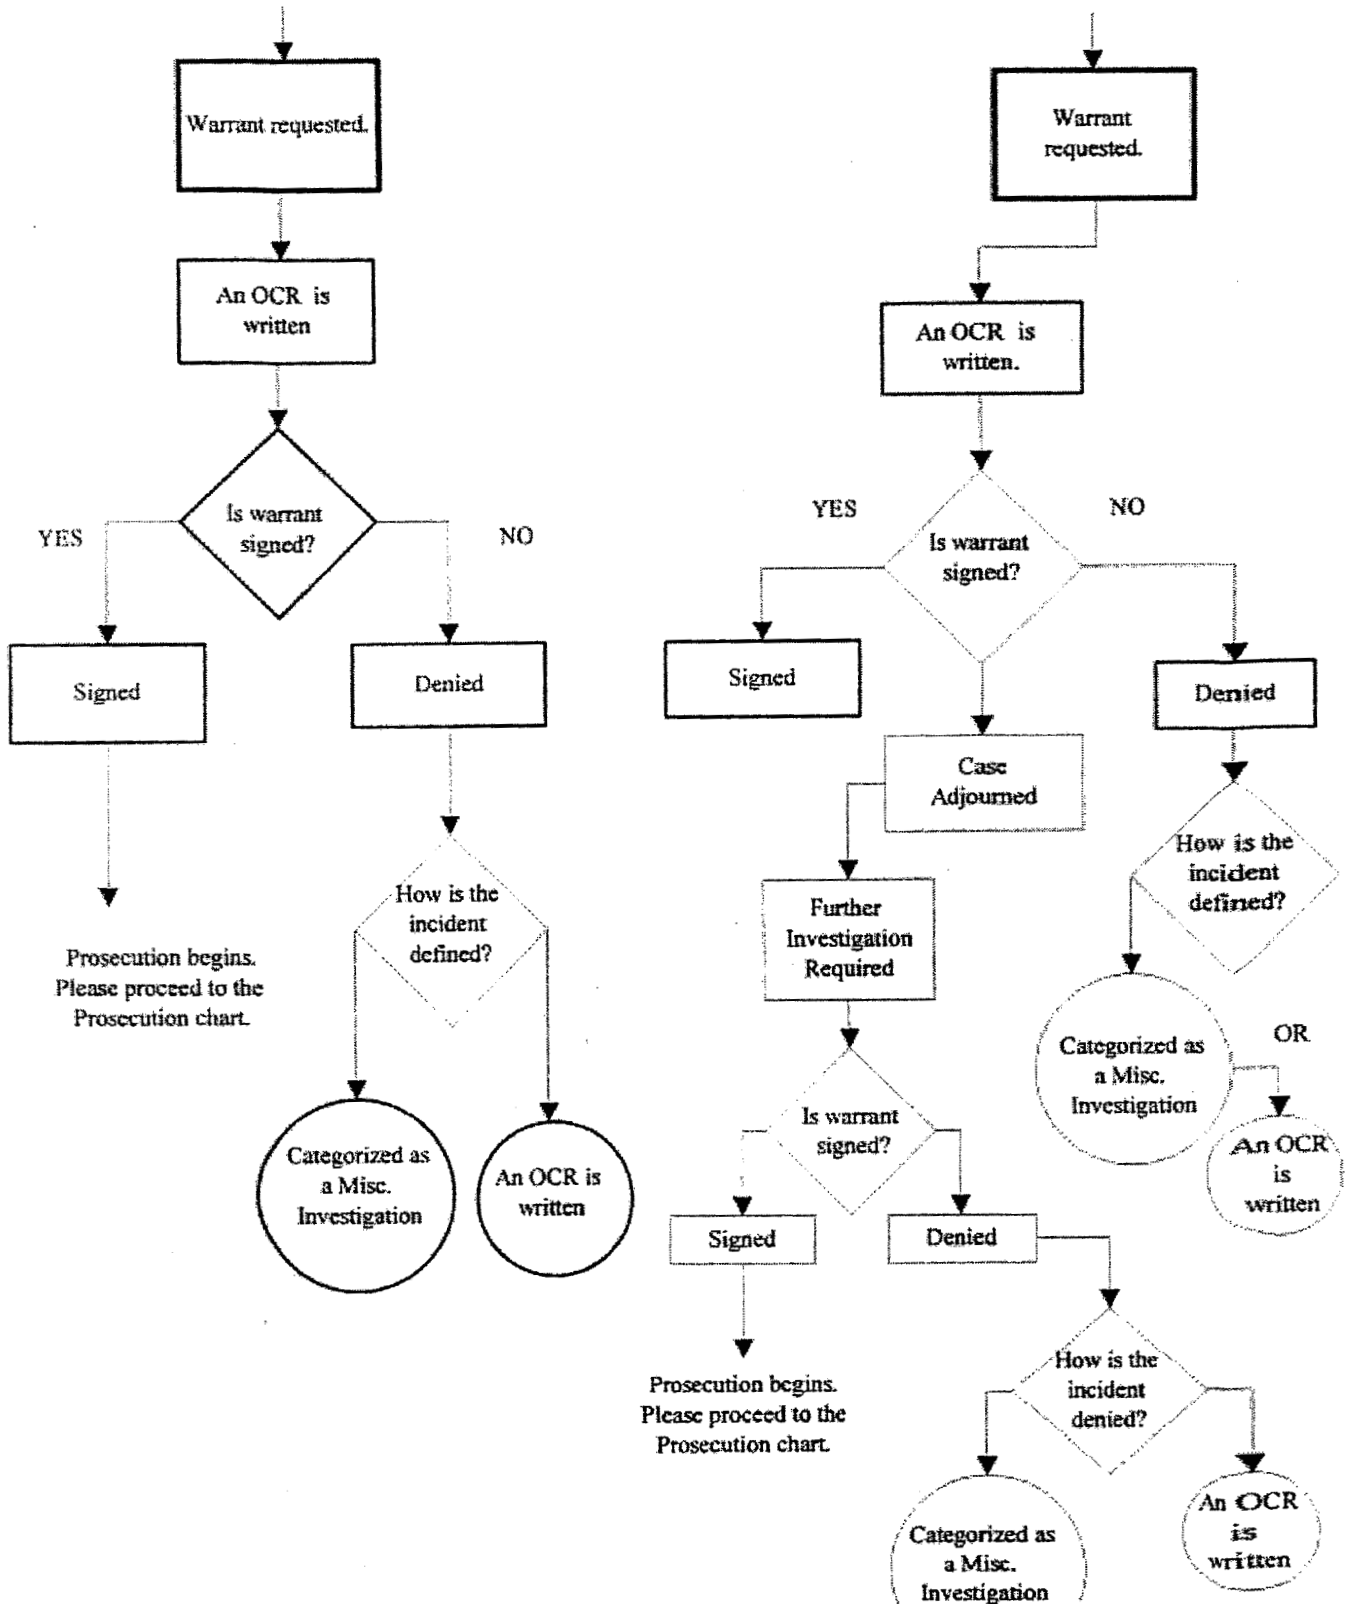 Warrant requested.
An OCR is
written
Is warrant
signed?
YES
NO
Signed
Denied
Prosecution begins.
Please proceed to the
Prosecution chart.
How is the
incident
defined?
Categorized as
a Misc.
Investigation
An OCR is
written
Warrant
requested.
An OCR is
written.
Is warrant
signed?
YES
NO
Signed
Denied
Case
Adjourned
Further
Investigation
Required
How is the
incident
defined?
Categorized as
a Misc.
Investigation
OR
An OCR
is
written
Is warrant
signed?
Signed
Denied
Prosecution begins.
Please proceed to the
Prosecution chart.
How is the
incident
denied?
Categorized as
a Misc.
Investigation
An OCR
is
written